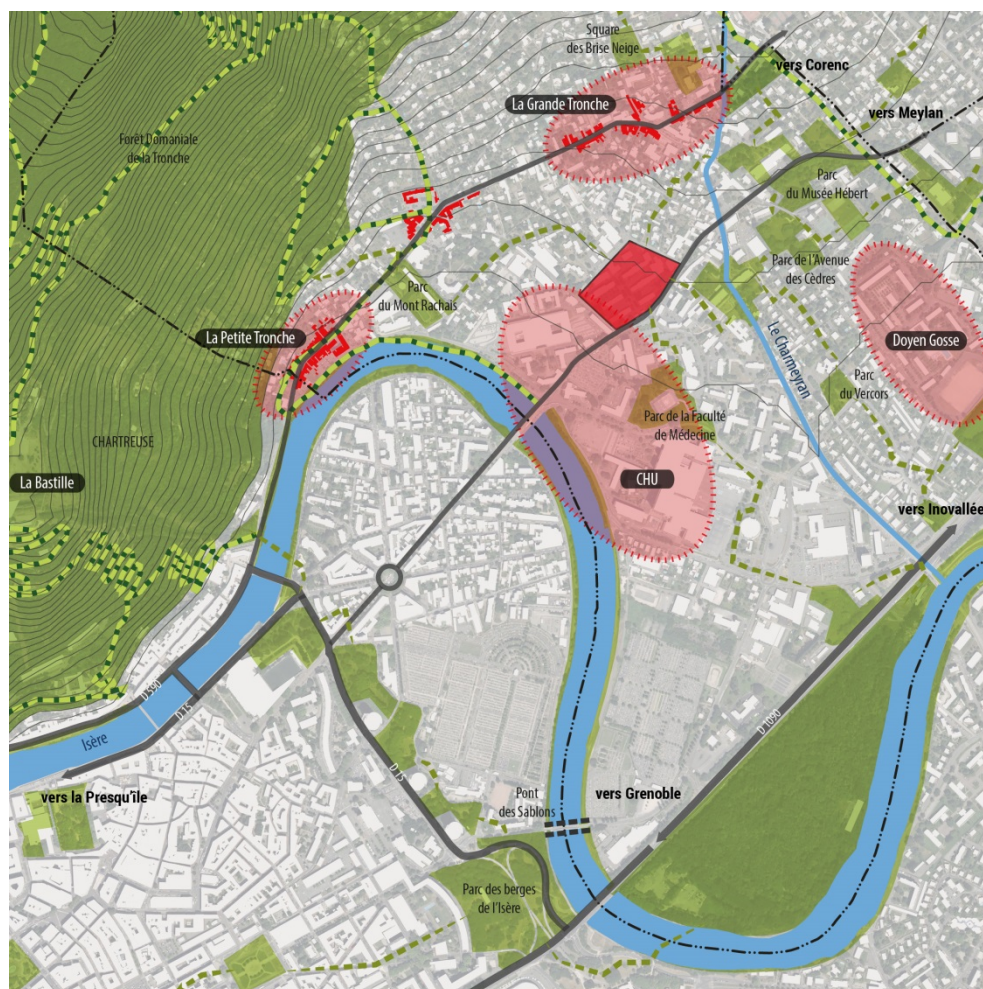 Square
des Brise Neige
vers Corenc
La Grande Tronche
vers Meylan
Forêt Domaniale
de la Tronche
Parc
du Musée Hébert
Parc de l'Avenue
des Cèdres
Parc
du Mont Rachais
La Petite Tronche
Doyen Gosse
Le Charmeyran
Parc
du Vercors
Parc de la Faculté
de Médecine
CHARTREUSE
CHU
La Bastille
vers Inovallée
D 590
D 15
Isère
D 1090
D 15
vers la Presqu'île
Pont
des Sablons
vers Grenoble
Parc des berges
de l'Isère